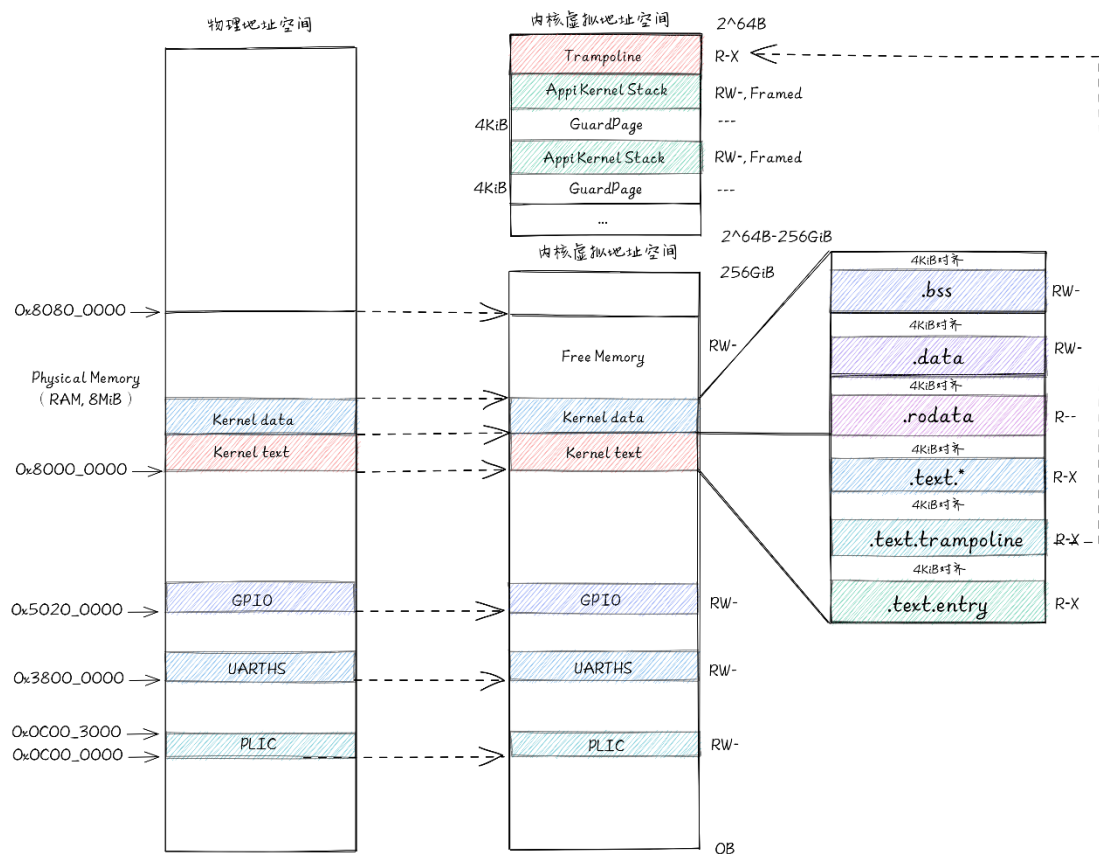 物理地址空间
0x8080_0000
Physical Memory
(RAM, 8MiB)
0x8000_0000
0x5020_0000
0x3800_0000
0x0C00_3000
0x0C00_0000
Kernel data
Kernel text
GPIO
UARTHS
PLIC
内核虚拟地址空间
2^64B
Trampoline
R-X
Appi Kernel Stack
RW-, Framed
4KiB
GuardPage
---
Appi Kernel Stack
RW-, Framed
4KiB
GuardPage
---
...
2^64B-256GiB
内核虚拟地址空间
256GiB
Free Memory
RW-
Kernel data
Kernel text
GPIO
RW-
UARTHS
RW-
PLIC
RW-
0B
4KiB对齐
.bss
RW-
4KiB对齐
.data
RW-
4KiB对齐
.rodata
R--
4KiB对齐
.text.*
R-X
4KiB对齐
.text.trampoline
R-X
4KiB对齐
.text.entry
R-X